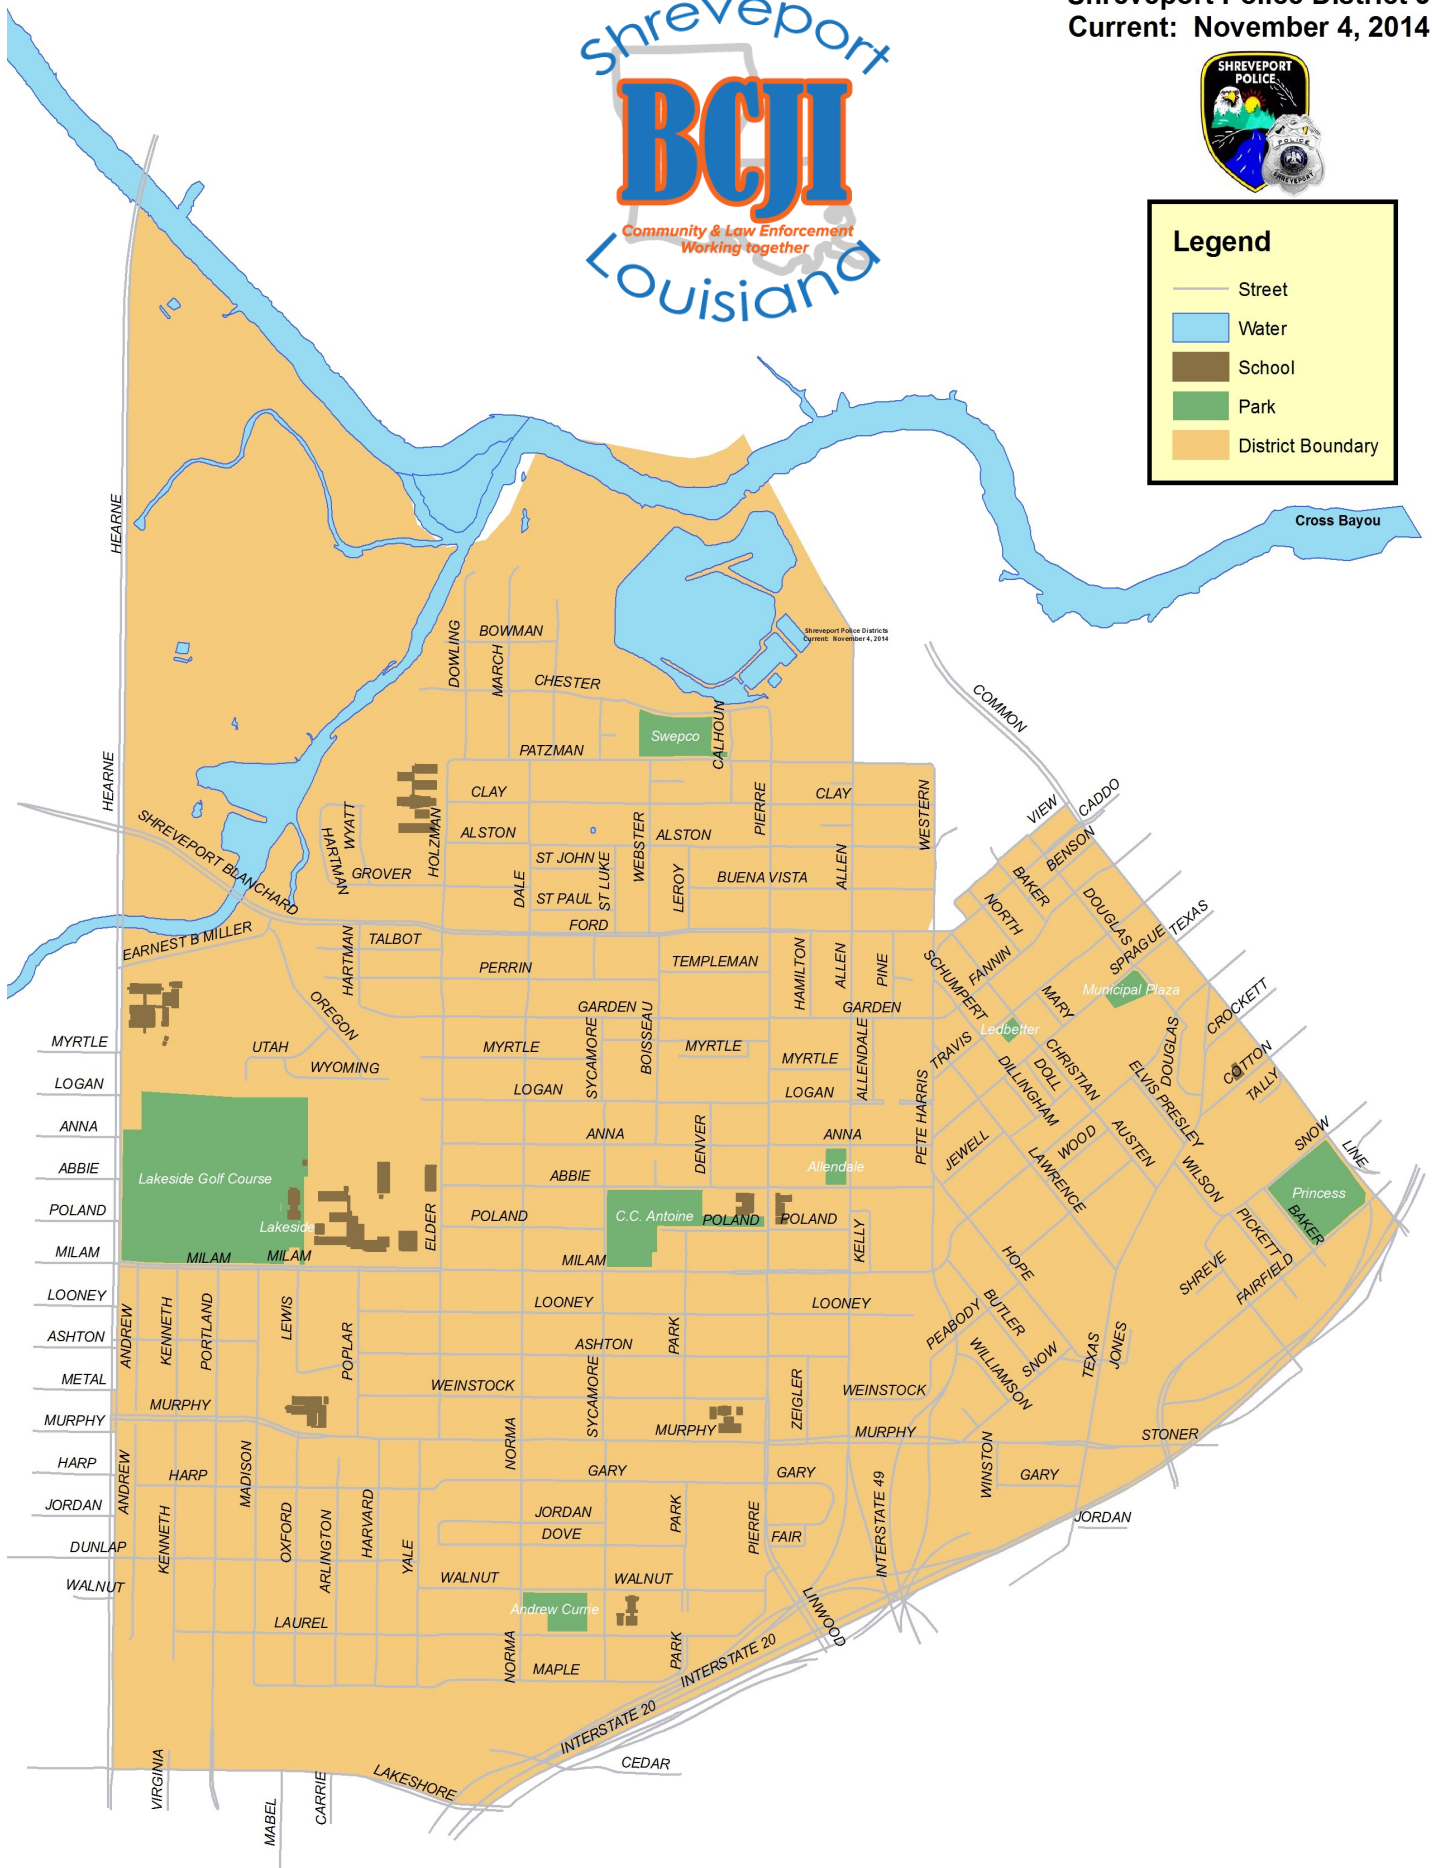 Current: November 4, 2014
Shreveport
BCJI
Community & Law Enforcement
Working together
Louisiana
SHREVEPORT
POLICE
POLICE
SHREVEPORT
Legend
Street
Water
School
Park
District Boundary
Cross Bayou
Shreveport Police Districts
Current: November 4, 2014
HEARNE
DOWLING
BOWMAN
MARCH
CHESTER
COMMON
CALHOUN
Swepco
PATZMAN
HEARNE
CLAY
PIERRE
CLAY
WESTERN
VIEW
CADDO
WYATT
HARTMAN
HOLZMAN
ALSTON
WEBSTER
ALSTON
BENSON
SHREVEPORT BLANCHARD
GROVER
DALE
ST JOHN
ST LUKE
LEROY
BUENA VISTA
ALLEN
BAKER
ST PAUL
NORTH
DOUGLAS
TEXAS
FORD
EARNEST B MILLER
HARTMAN
TALBOT
SPRAGUE
PERRIN
TEMPLEMAN
HAMILTON
ALLEN
PINE
SCHUMPERT
FANNIN
MARY
Municipal Plaza
CROCKETT
OREGON
GARDEN
BOISSEAU
GARDEN
Ledbetter
MYRTLE
UTAH
MYRTLE
SYCAMORE
MYRTLE
MYRTLE
ALLENDALE
TRAVIS
CHRISTIAN
DOUGLAS
COTTON
WYOMING
DOLL
LOGAN
LOGAN
LOGAN
PETE HARRIS
DILLINGHAM
ELVIS PRESLEY
TALLY
ANNA
ANNA
DENVER
ANNA
JEWELL
WOOD
AUSTEN
SNOW
LINE
ABBIE
Lakeside Golf Course
ABBIE
Allendale
LAWRENCE
WILSON
Princess
POLAND
Lakeside
ELDER
POLAND
C.C. Antoine
POLAND
POLAND
KELLY
PICKETT
BAKER
MILAM
MILAM
MILAM
MILAM
HOPE
SHREVE
FAIRFIELD
LOONEY
ANDREW
KENNETH
PORTLAND
LEWIS
LOONEY
LOONEY
BUTLER
PEABODY
ASHTON
POPLAR
ASHTON
PARK
WILLIAMSON
SNOW
TEXAS
JONES
METAL
WEINSTOCK
SYCAMORE
ZEIGLER
WEINSTOCK
MURPHY
MURPHY
NORMA
MURPHY
MURPHY
STONER
HARP
ANDREW
HARP
MADISON
GARY
GARY
INTERSTATE 49
WINSTON
GARY
JORDAN
KENNETH
OXFORD
ARLINGTON
HARVARD
JORDAN
PARK
PIERRE
JORDAN
DUNLAP
YALE
DOVE
FAIR
WALNUT
WALNUT
WALNUT
LAUREL
Andrew Currie
LINWOOD
NORMA
MAPLE
PARK
INTERSTATE 20
INTERSTATE 20
VIRGINIA
MABEL
CARRIE
LAKESHORE
CEDAR